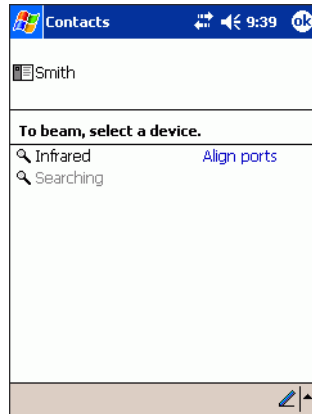 Contacts 9:39 ok
Smith
To beam, select a device.
Infrared Align ports
Searching